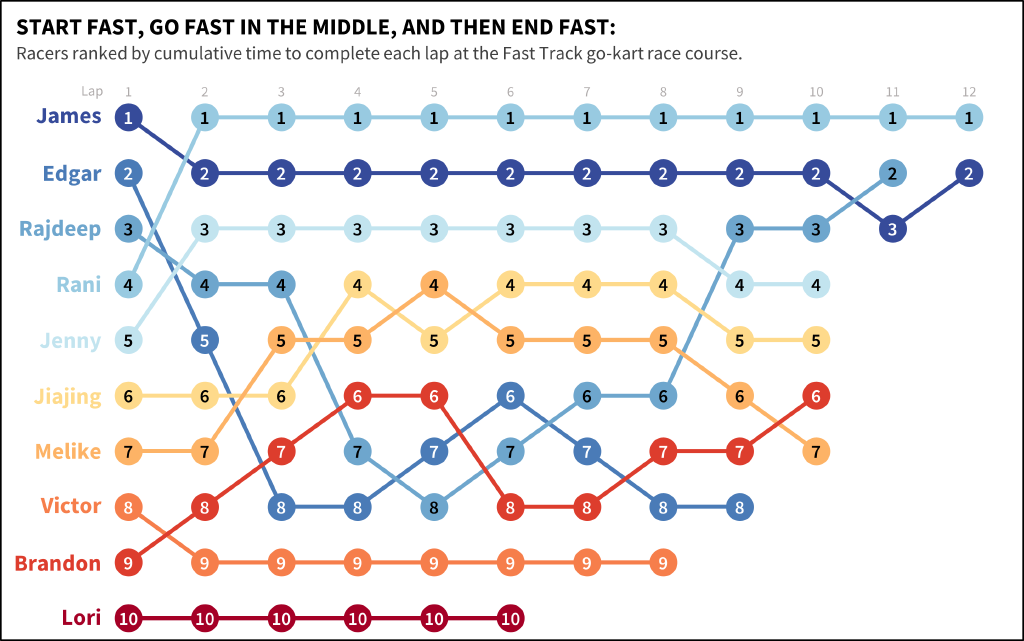 START FAST, GO FAST IN THE MIDDLE, AND THEN END FAST:
Racers ranked by cumulative time to complete each lap at the Fast Track go-kart race course.
Lap 1 2 3 4 5 6 7 8 9 10 11 12
James 1 1 1 1 1 1 1 1 1 1 1 1
Edgar 2 2 2 2 2 2 2 2 2 2 2 2
Rajdeep 3 3 3 3 3 3 3 3 3 3 3
Rani 4 4 4 4 4 4 4 4 4 4
Jenny 5 5 5 5 5 5 5 5 5 5
Jiajing 6 6 6 6 6 6 6 6 6 6
Melike 7 7 7 7 7 7 7 7 7 7
Victor 8 8 8 8 8 8 8 8 8
Brandon 9 9 9 9 9 9 9 9
Lori 10 10 10 10 10 10